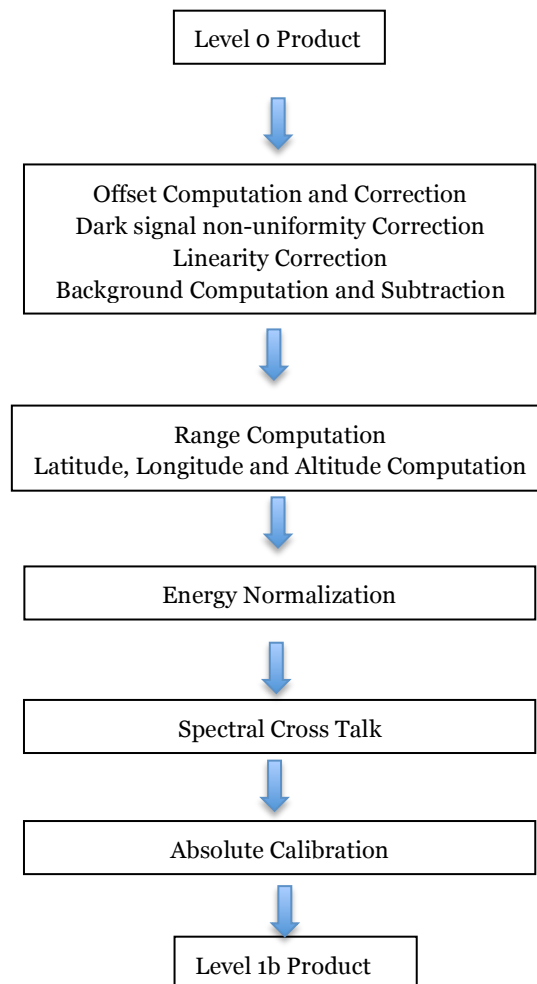 Level 0 Product
Offset Computation and Correction
Dark signal non-uniformity Correction
Linearity Correction
Background Computation and Subtraction
Range Computation
Latitude, Longitude and Altitude Computation
Energy Normalization
Spectral Cross Talk
Absolute Calibration
Level 1b Product